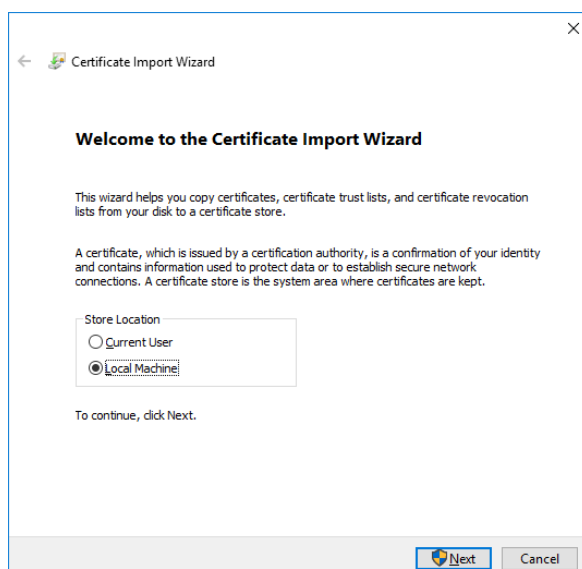 Certificate Import Wizard
Welcome to the Certificate Import Wizard
This wizard helps you copy certificates, certificate trust lists, and certificate revocation
lists from your disk to a certificate store.
A certificate, which is issued by a certification authority, is a confirmation of your identity
and contains information used to protect data or to establish secure network
connections. A certificate store is the system area where certificates are kept.
Store Location
Current User
Local Machine
To continue, click Next.
Next
Cancel